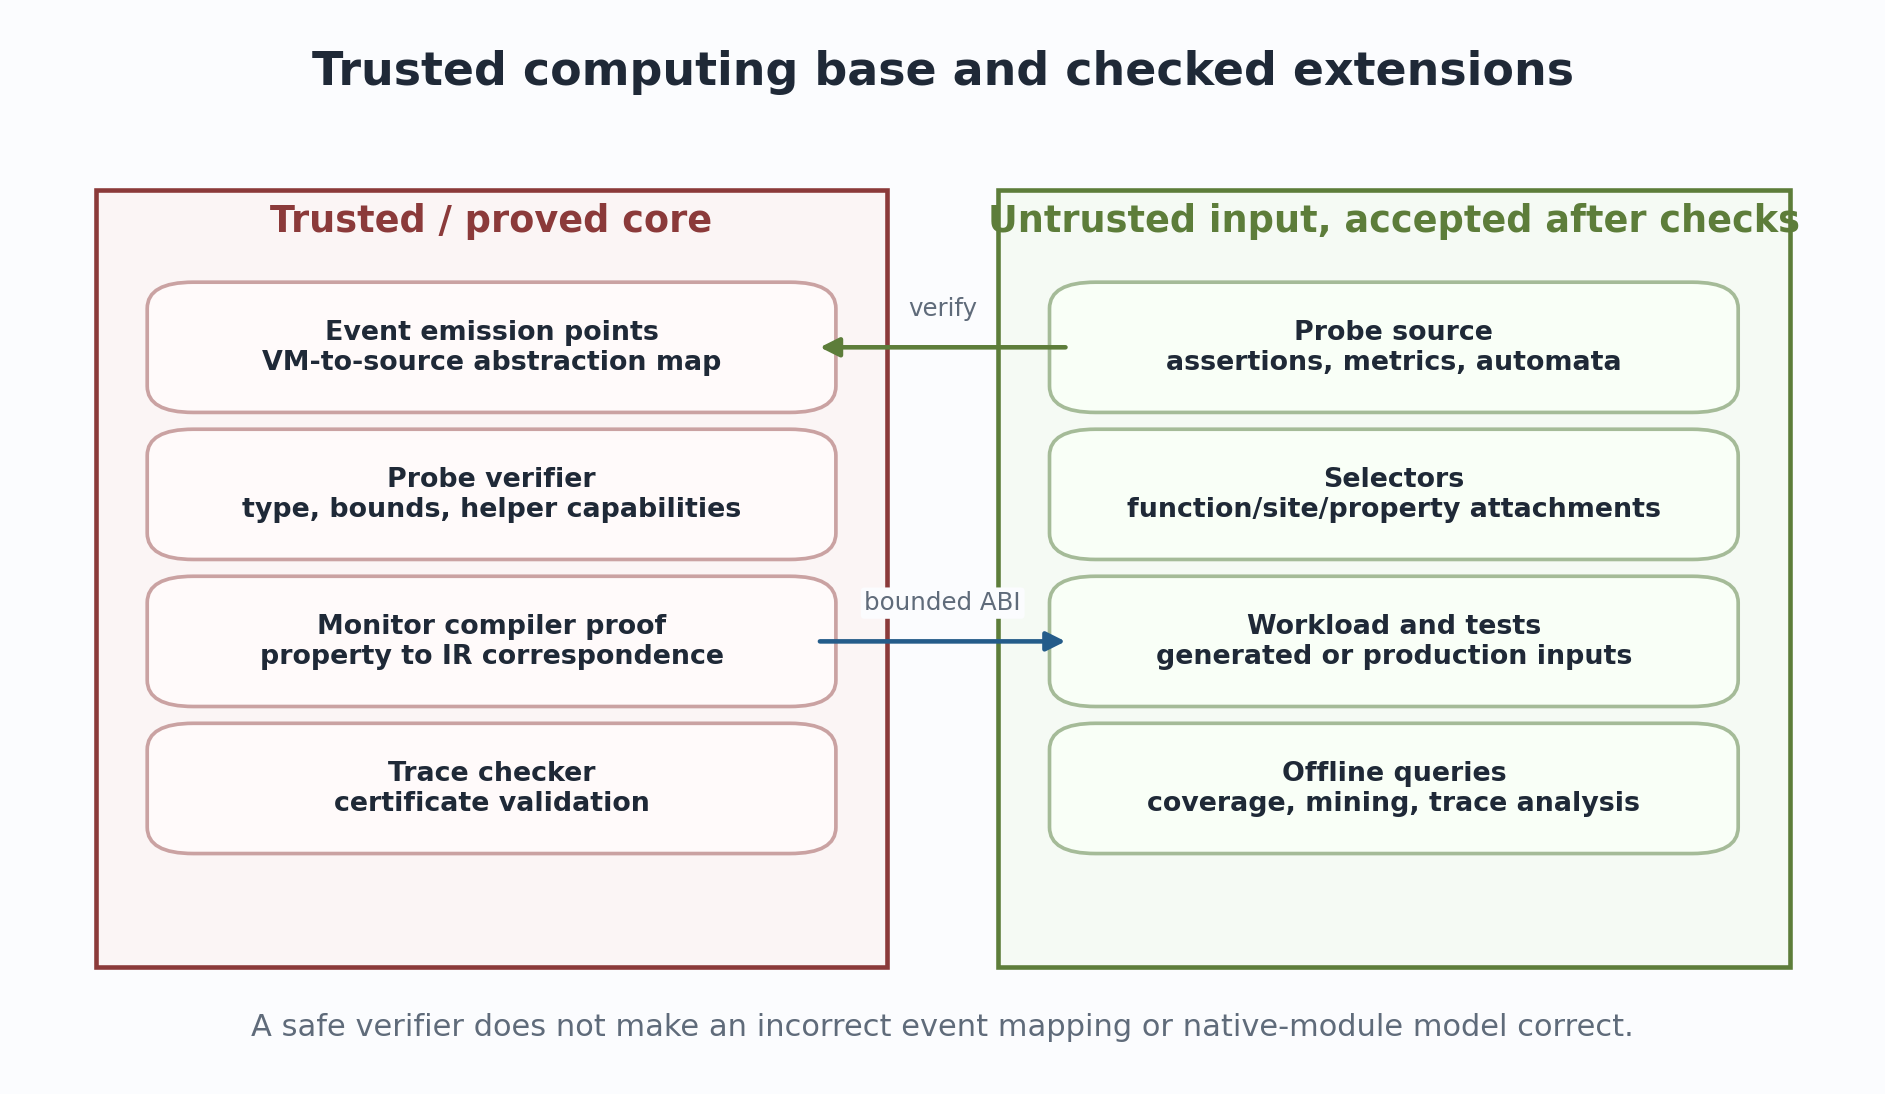 Trusted computing base and checked extensions
Trusted / proved core
Event emission points
VM-to-source abstraction map
Probe verifier
type, bounds, helper capabilities
Monitor compiler proof
property to IR correspondence
Trace checker
certificate validation
verify
bounded ABI
Untrusted input, accepted after checks
Probe source
assertions, metrics, automata
Selectors
function/site/property attachments
Workload and tests
generated or production inputs
Offline queries
coverage, mining, trace analysis
A safe verifier does not make an incorrect event mapping or native-module model correct.